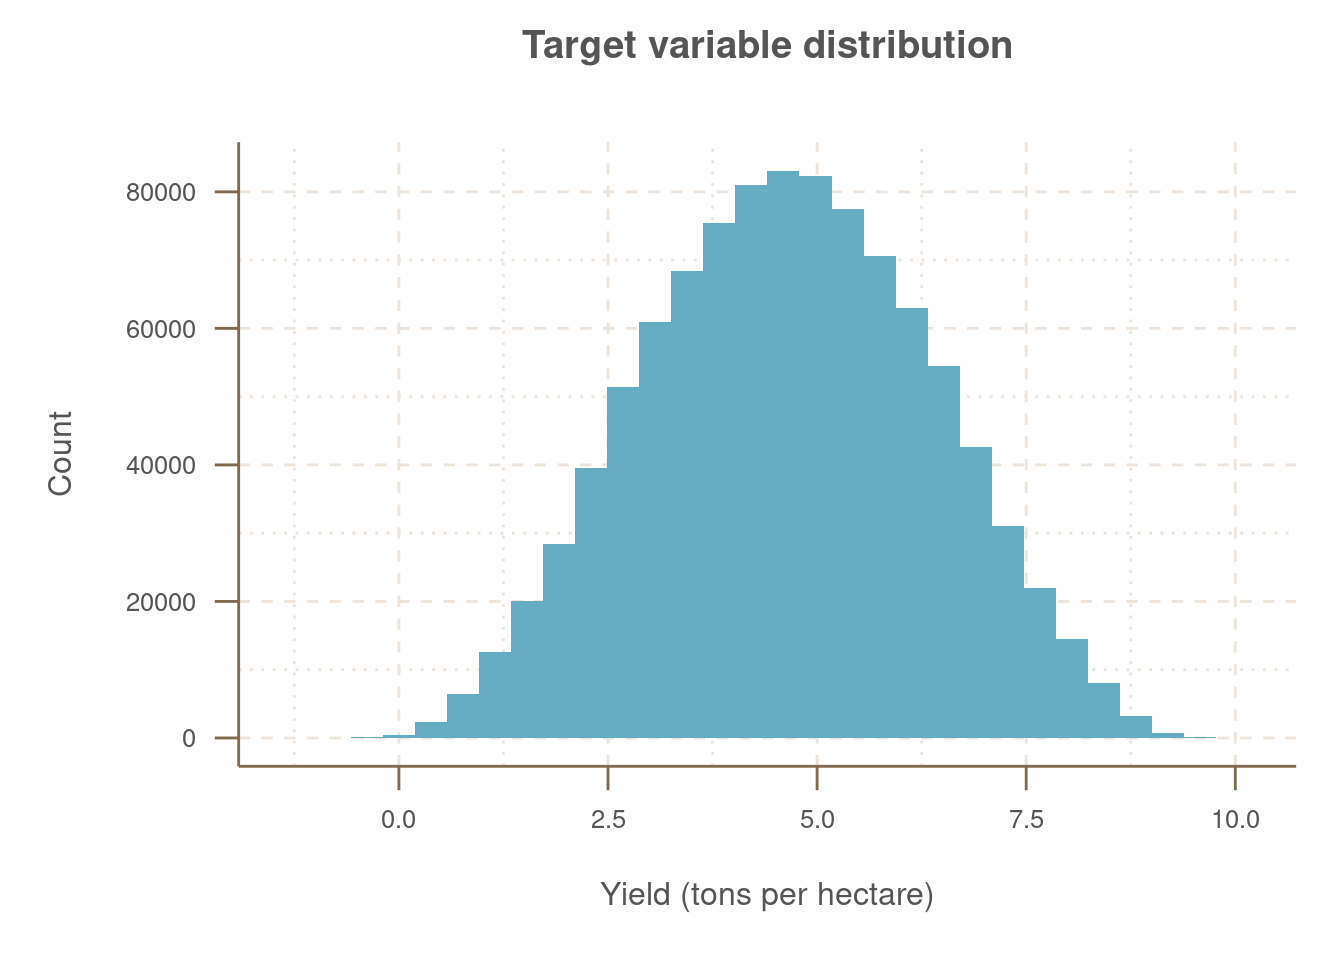 Target variable distribution
80000
60000
40000
20000
0
Count
0.0 2.5 5.0 7.5 10.0
Yield (tons per hectare)